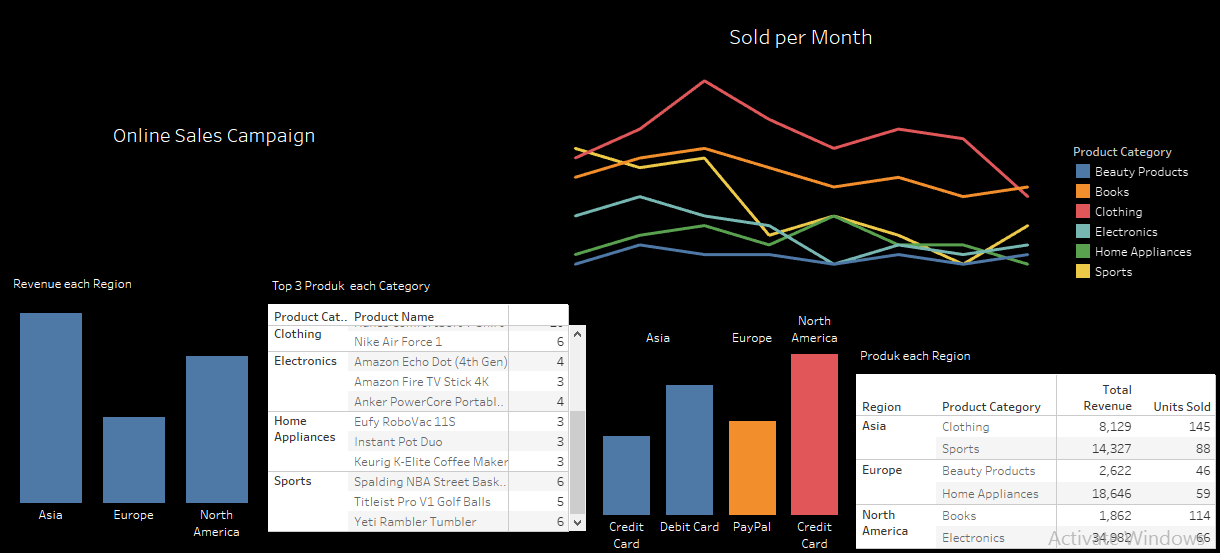 Sold per Month
Online Sales Campaign
Product Category
Beauty Products
Books
Clothing
Electronics
Home Appliances
Sports
Revenue each Region
Asia
Europe
North
America
Top 3 Produk each Category
Product Cat.. Product Name
Clothing
Nike Air Force 1 6
Electronics Amazon Echo Dot (4th Gen) 4
Amazon Fire TV Stick 4K 3
Anker PowerCore Portabl.. 4
Home
Appliances
Eufy RoboVac 11S 3
Instant Pot Duo 3
Keurig K-Elite Coffee Maker 3
Sports Spalding NBA Street Bask.. 6
Titleist Pro V1 Golf Balls 5
Yeti Rambler Tumbler 6
Asia
Europe
North
America
Credit
Card
Debit Card
PayPal
Credit
Card
Produk each Region
Region Product Category Total
Revenue Units Sold
Asia Clothing 8,129 145
Sports 14,327 88
Europe Beauty Products 2,622 46
Home Appliances 18,646 59
North
America
Books 1,862 114
Electronics 34,982 66
Activate Windows